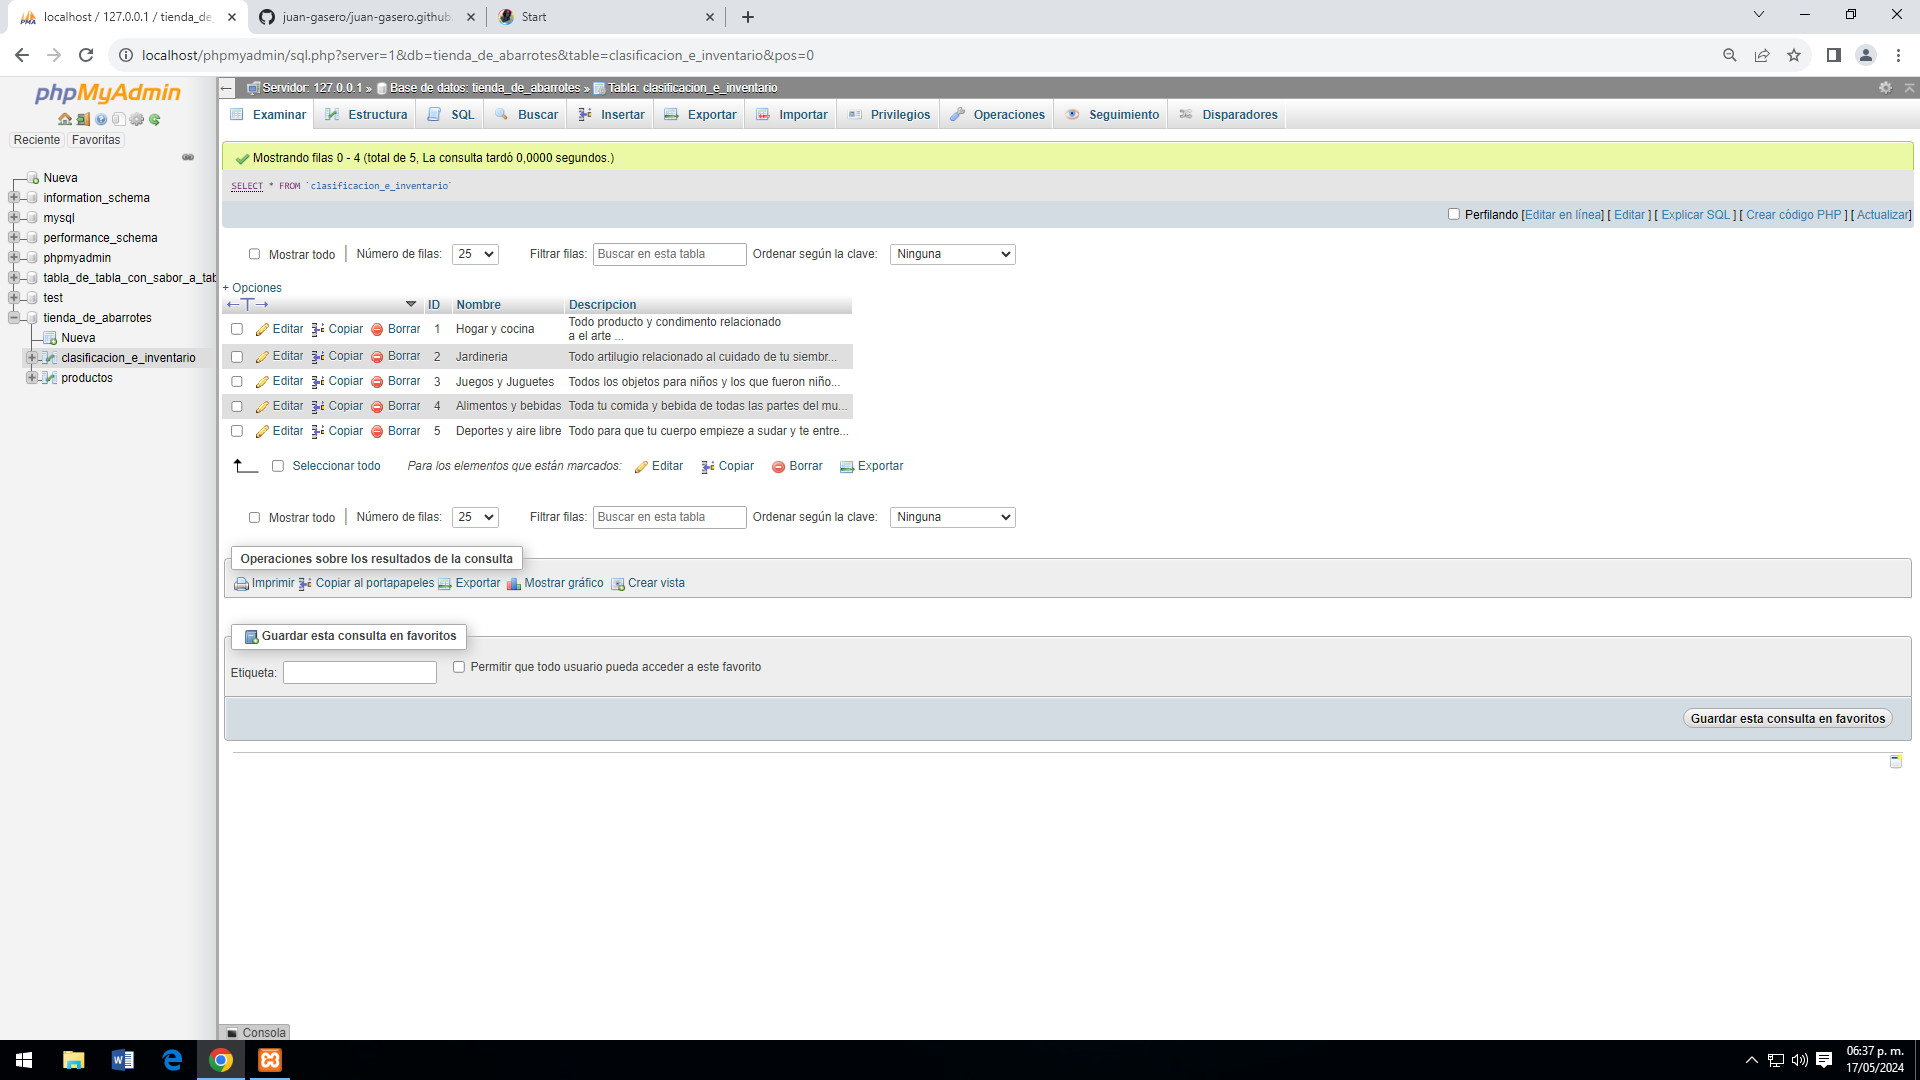 localhost / 127.0.0.1 / tienda_de_
juan-gasero/juan-gasero.github.
Start
localhost/phpmyadmin/sql.php?server=1&db=tienda_de_abarrotes&table=clasificacion_e_inventario&pos=0
phpMyAdmin
Reciente Favoritas
Nueva
information_schema
mysql
performance_schema
phpmyadmin
tabla_de_tabla_con_sabor_a_tab
test
tienda_de_abarrotes
Nueva
clasificacion_e_inventario
productos
Servidor: 127.0.0.1 » Base de datos: tienda_de_abarrotes » Tabla: clasificacion_e_inventario
Examinar Estructura SQL Buscar Insertar Exportar Importar Privilegios Operaciones Seguimiento Disparadores
Mostrando filas 0 - 4 (total de 5, La consulta tardó 0,0000 segundos.)
SELECT * FROM `clasificacion_e_inventario`
Perfilando [Editar en línea] [ Editar ] [ Explicar SQL ] [ Crear código PHP ] [ Actualizar]
Mostrar todo Número de filas: 25 Filtrar filas: Buscar en esta tabla Ordenar según la clave: Ninguna
+ Opciones
←T→ ID Nombre Descripcion
Editar Copiar Borrar 1 Hogar y cocina Todo producto y condimento relacionado
a el arte ...
Editar Copiar Borrar 2 Jardineria Todo artilugio relacionado al cuidado de tu siembr...
Editar Copiar Borrar 3 Juegos y Juguetes Todos los objetos para niños y los que fueron niño...
Editar Copiar Borrar 4 Alimentos y bebidas Toda tu comida y bebida de todas las partes del mu...
Editar Copiar Borrar 5 Deportes y aire libre Todo para que tu cuerpo empieze a sudar y te entre...
Seleccionar todo Para los elementos que están marcados: Editar Copiar Borrar Exportar
Mostrar todo Número de filas: 25 Filtrar filas: Buscar en esta tabla Ordenar según la clave: Ninguna
Operaciones sobre los resultados de la consulta
Imprimir Copiar al portapapeles Exportar Mostrar gráfico Crear vista
Guardar esta consulta en favoritos
Etiqueta: Permitir que todo usuario pueda acceder a este favorito
Guardar esta consulta en favoritos
Consola
06:37 p. m.
17/05/2024